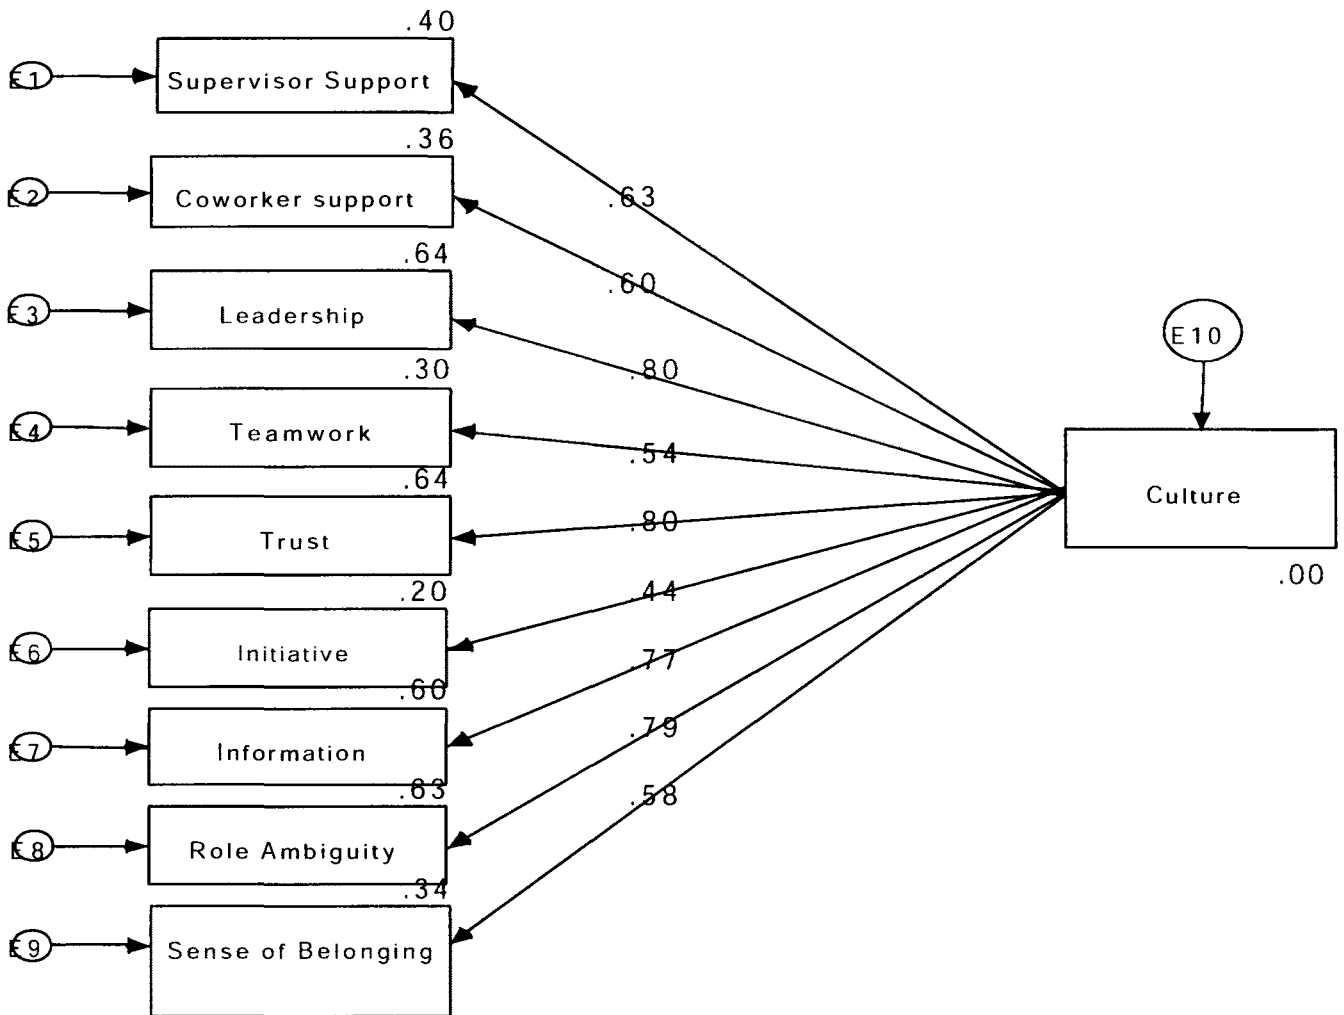 .40
E1
Supervisor Support
.36
E2
Coworker support
.63
.64
E3
Leadership
.60
E10
.30
.80
E4
Teamwork
.54
.64
Culture
E5
Trust
.80
.00
.20
.44
E6
Initiative
.77
.60
E7
Information
.79
.63
.58
E8
Role Ambiguity
.34
E9
Sense of Belonging